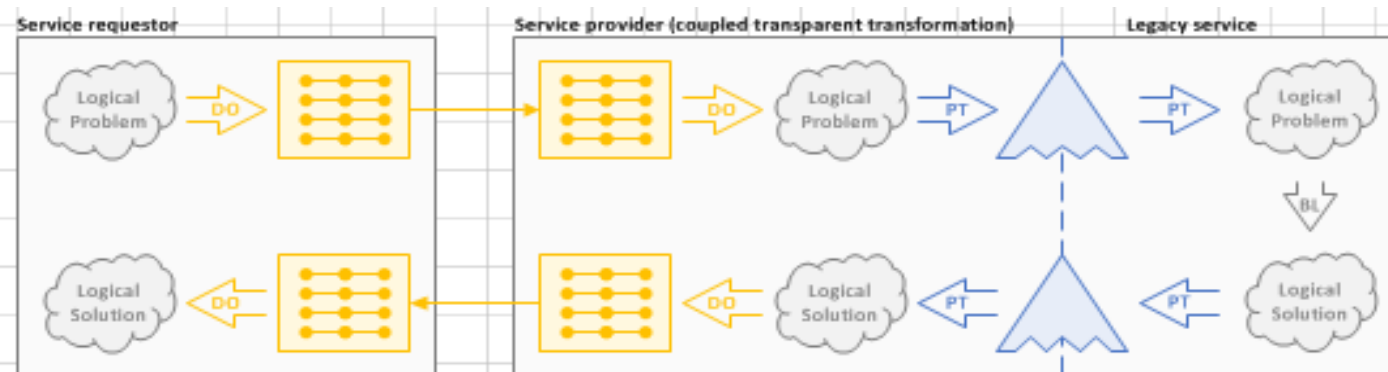 Service requestor
Service provider (coupled transparent transformation)
Legacy service
Logical
Problem
DO
DO
Logical
Problem
PT
PT
Logical
Problem
BL
Logical
Solution
DO
DO
Logical
Solution
PT
PT
Logical
Solution